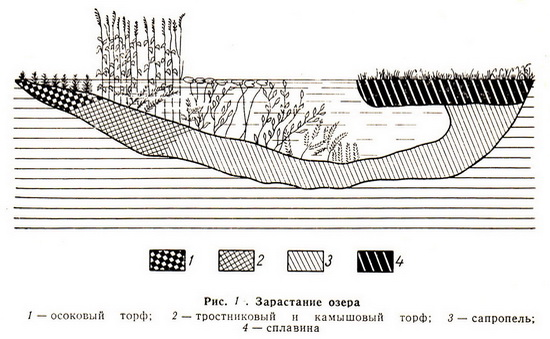 1 2 3 4
Рис. 1. Зарастание озера
1 — осоковый торф; 2 — тростниковый и камышовый торф; 3 — сапропель;
4 — сплавина